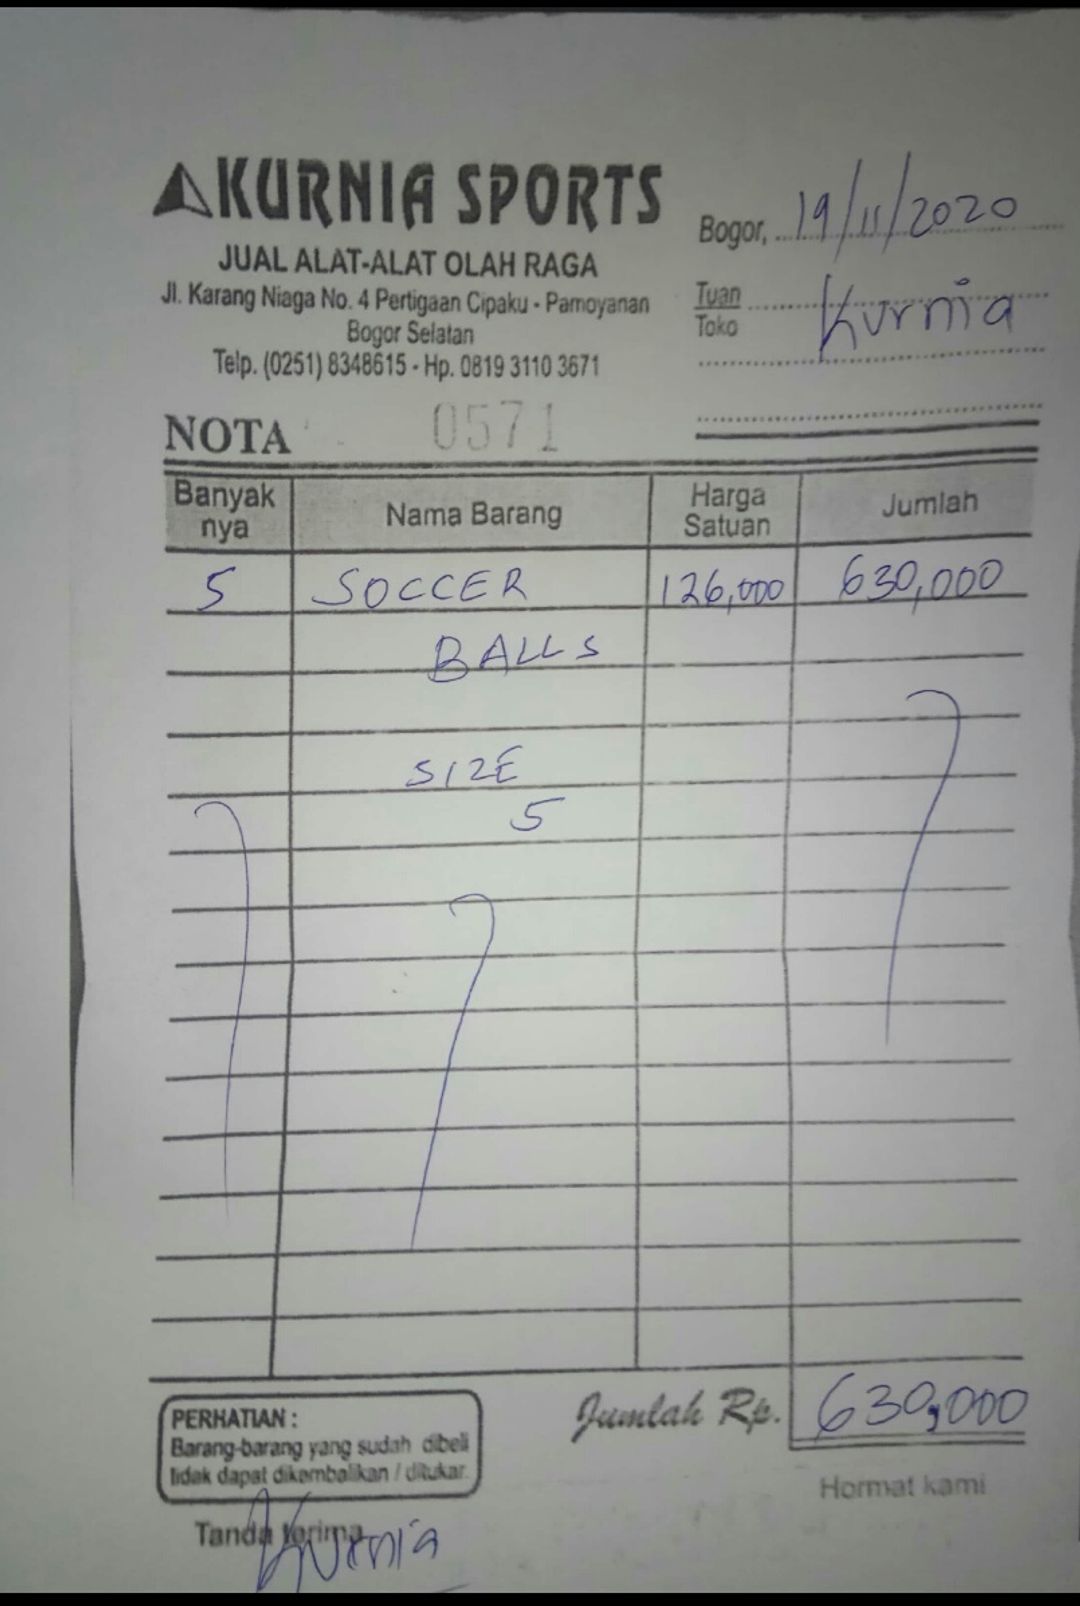 KURNIA SPORTS
JUAL ALAT-ALAT OLAH RAGA
Jl. Karang Niaga No. 4 Pertigaan Cipaku - Pamoyanan
Bogor Selatan
Telp. (0251) 8348615 - Hp. 0819 3110 3671
Bogor, 19/11/2020
Tuan
Toko Kurnia
NOTA 0571
Banyak nya Nama Barang Harga Satuan Jumlah
5 SOCCER 126,000 630,000
BALLS
SIZE
5
Jumlah Rp. 630,000
PERHATIAN :
Barang-barang yang sudah dibeli
tidak dapat dikembalikan / ditukar.
Hormat kami
Tanda terima
Kurnia